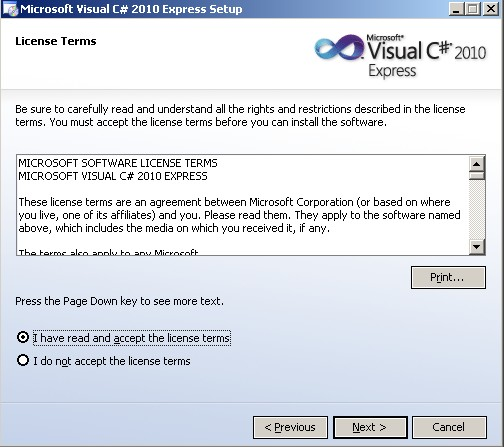 Microsoft Visual C# 2010 Express Setup
License Terms
Microsoft®
Visual C# 2010
Express
Be sure to carefully read and understand all the rights and restrictions described in the license
terms. You must accept the license terms before you can install the software.
MICROSOFT SOFTWARE LICENSE TERMS
MICROSOFT VISUAL C# 2010 EXPRESS
These license terms are an agreement between Microsoft Corporation (or based on where
you live, one of its affiliates) and you. Please read them. They apply to the software named
above, which includes the media on which you received it, if any.
The terms also apply to any Microsoft
Print...
Press the Page Down key to see more text.
I have read and accept the license terms
I do not accept the license terms
< Previous
Next >
Cancel